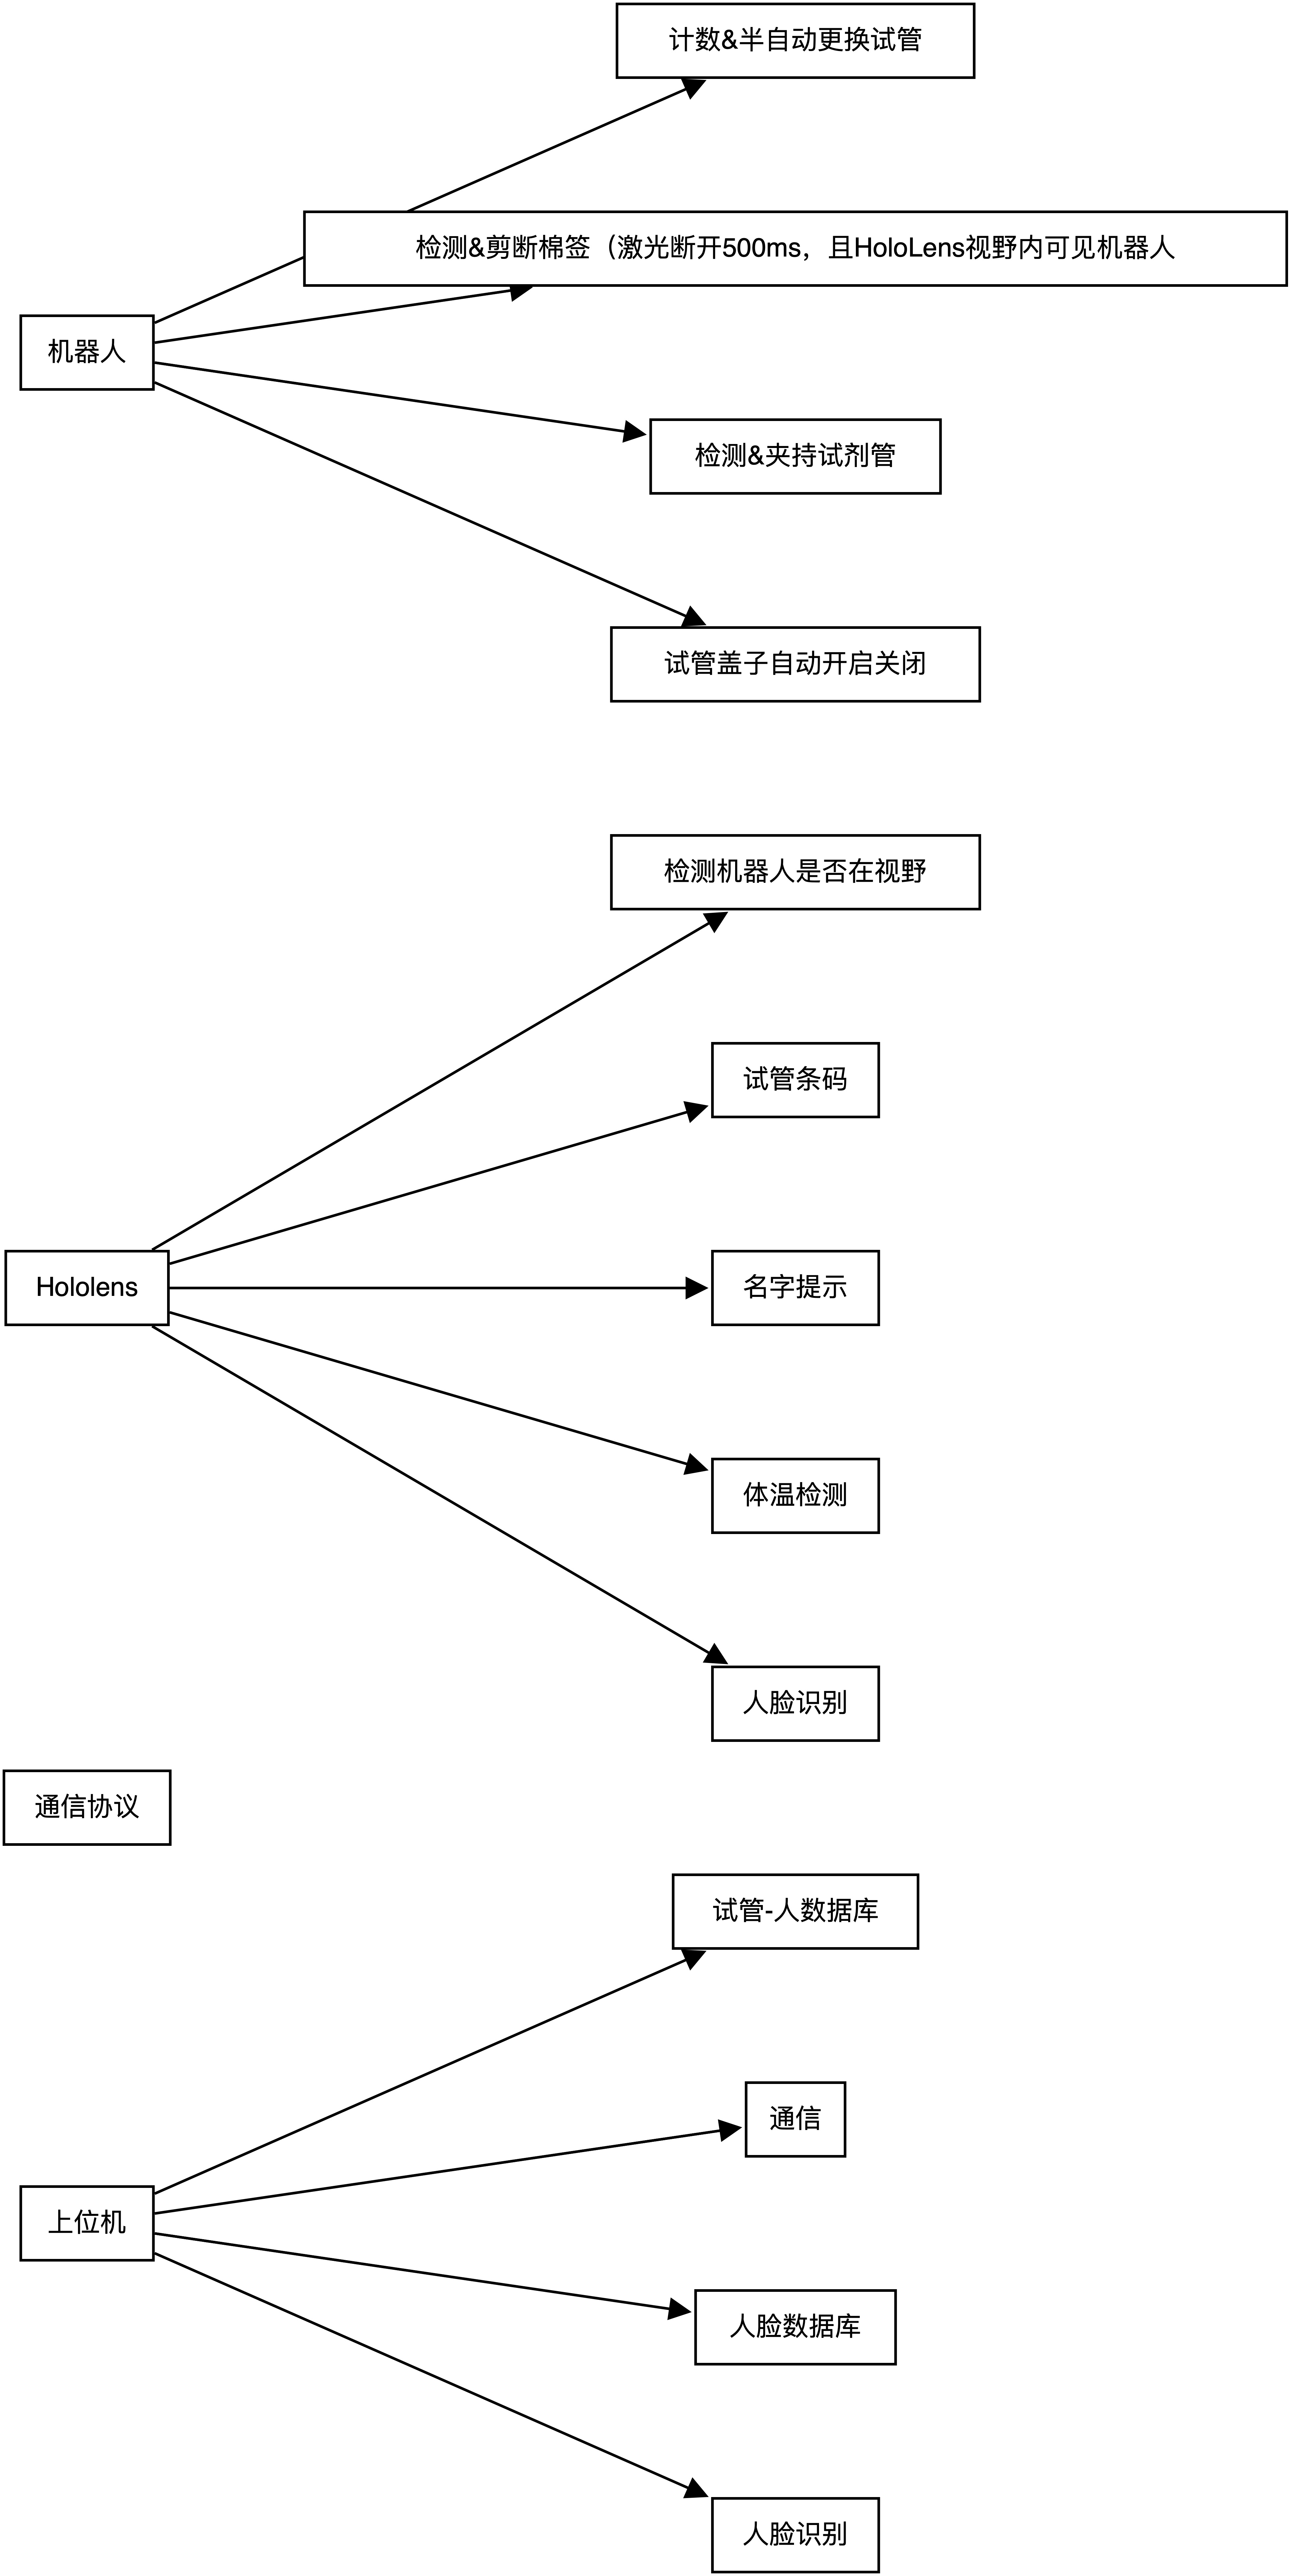 计数&半自动更换试管
检测&剪断棉签（激光断开500ms，且HoloLens视野内可见机器人
机器人
检测&夹持试剂管
试管盖子自动开启关闭
检测机器人是否在视野
试管条码
Hololens
名字提示
体温检测
人脸识别
通信协议
试管-人数据库
通信
上位机
人脸数据库
人脸识别